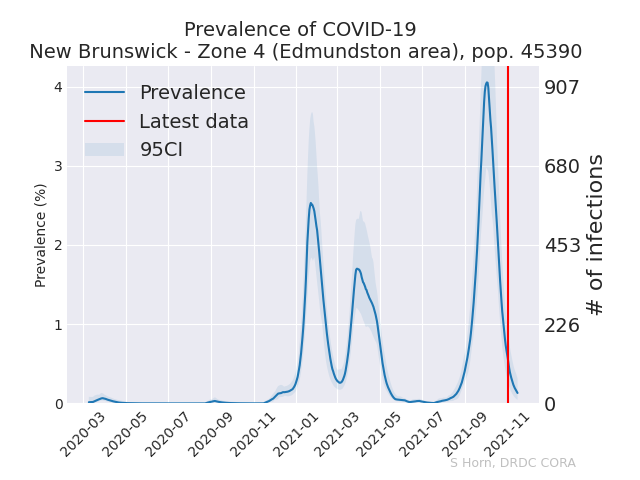 Prevalence of COVID-19
New Brunswick - Zone 4 (Edmundston area), pop. 45390
Prevalence
Latest data
95CI
Prevalence (%)
4
3
2
1
0
907
680
453
226
0
# of infections
2020-03
2020-05
2020-07
2020-09
2020-11
2021-01
2021-03
2021-05
2021-07
2021-09
2021-11
S Horn, DRDC CORA